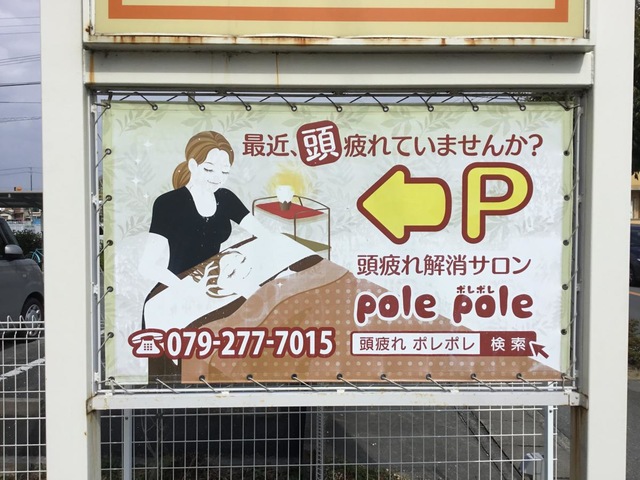 最近、頭疲れていませんか?
P
頭疲れ解消サロン
ポレポレ
pole pole
079-277-7015
頭疲れ ポレポレ 検索